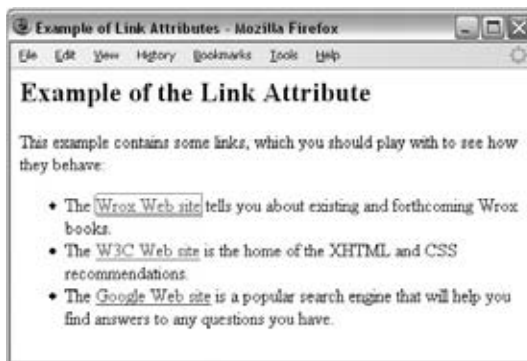 Example of Link Attributes - Mozilla Firefox
File Edit View History Bookmarks Tools Help
Example of the Link Attribute
This example contains some links, which you should play with to see how
they behave:
• The Wrox Web site tells you about existing and forthcoming Wrox
books.
• The W3C Web site is the home of the XHTML and CSS
recommendations.
• The Google Web site is a popular search engine that will help you
find answers to any questions you have.